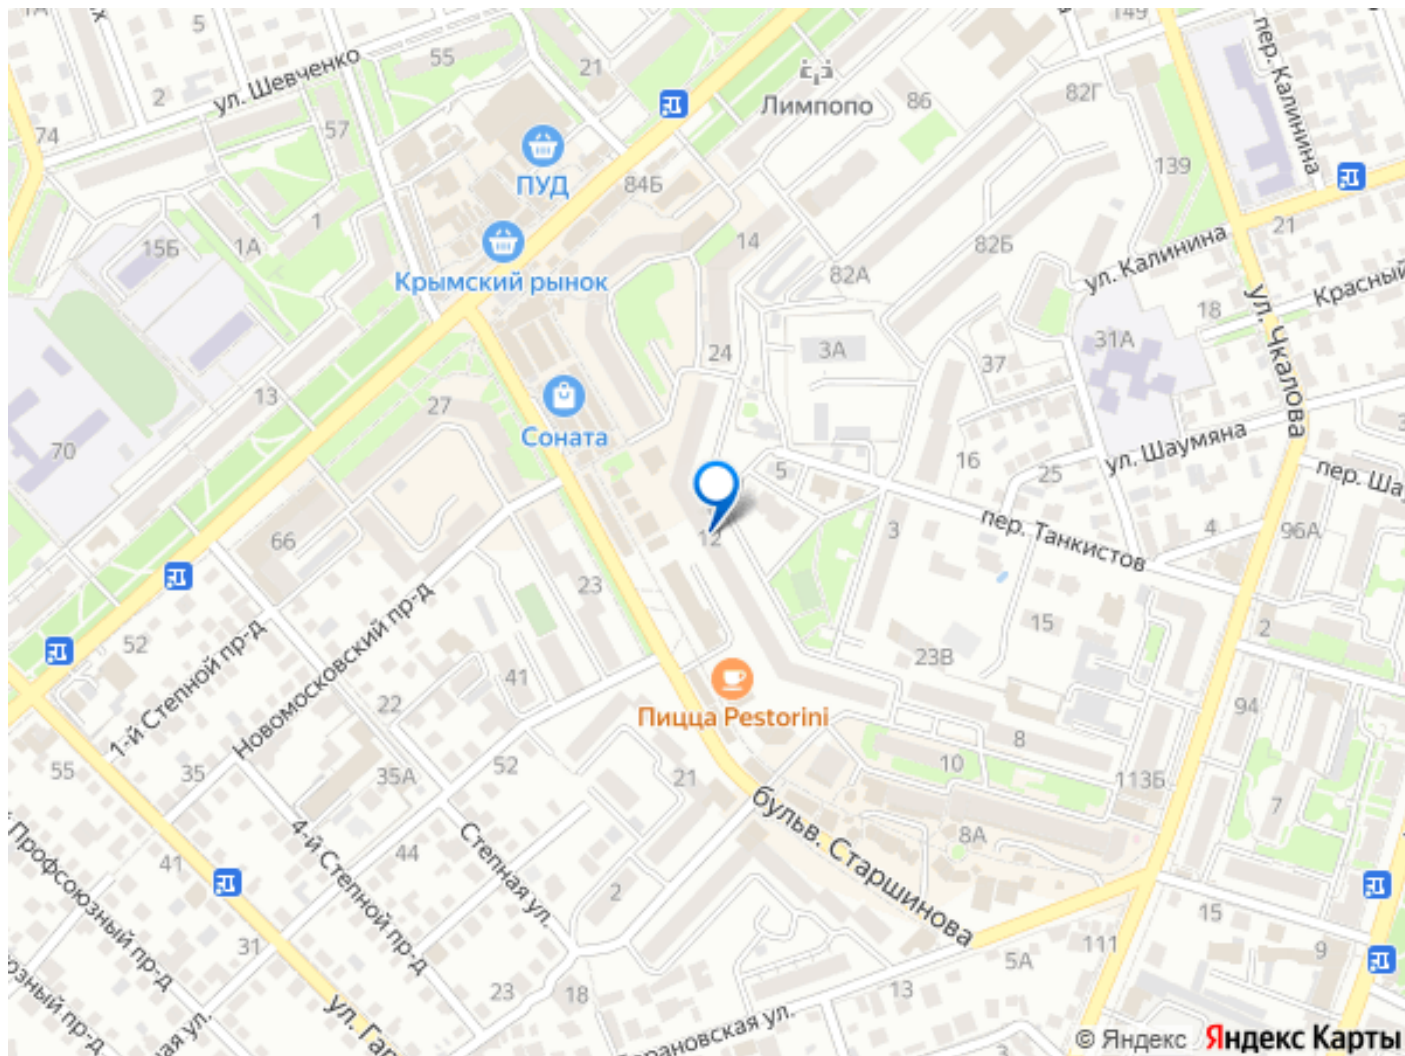 1А
5
149
55
21
ул. Шевченко
2
74
57
Лимпопо
86
82Г
пер. Калинина
139
ПУД
84Б
1
1А
15Б
14
82Б
21
ул. Калинина
82А
Крымский рынок
Красный
18
ул. Чкалова
31А
3А
24
37
13
27
70
Соната
16
25
ул. Шаумяна
5
пер. Ша
12
3
пер. Танкистов
4
96А
66
23
15
2
52
1-й Степной пр-д
Новомосковский пр-д
22
41
23В
Пицца Pestorini
94
8
10
113Б
55
35
35А
52
21
7
бульв. Старшинова
8А
41
44
4-й Степной пр-д
Степная ул.
2
Профсоюзный пр-д
31
15
111
9
5А
23
18
13
ул. Га
© Яндекс Яндекс Карты